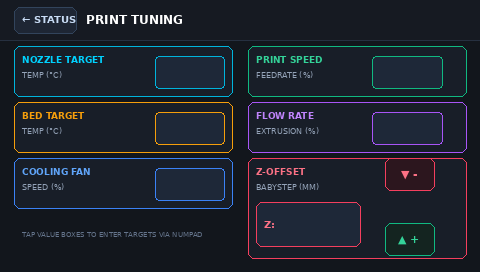 ← STATUS
PRINT TUNING
NOZZLE TARGET
TEMP (°C)
PRINT SPEED
FEEDRATE (%)
BED TARGET
TEMP (°C)
FLOW RATE
EXTRUSION (%)
COOLING FAN
SPEED (%)
Z-OFFSET
BABYSTEP (MM)
▼ -
Z:
▲ +
TAP VALUE BOXES TO ENTER TARGETS VIA NUMPAD